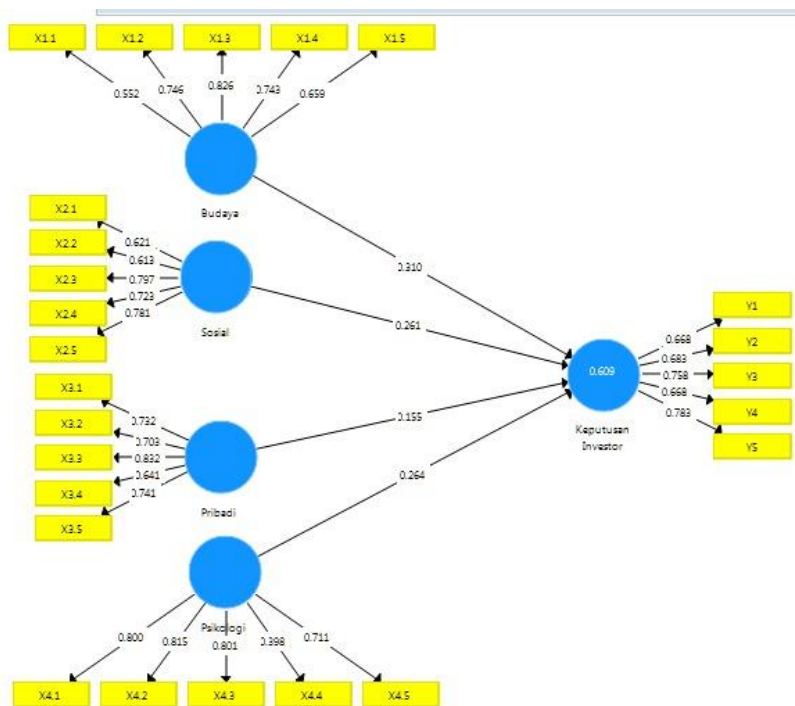 X1.1 X1.2 X1.3 X1.4 X1.5
0.552 0.746 0.826 0.743 0.659
Budaya
X2.1
X2.2
X2.3
X2.4
X2.5
0.621
0.613
0.797
0.723
0.781
Sosial
X3.1
X3.2
X3.3
X3.4
X3.5
0.732
0.703
0.832
0.641
0.741
Pribadi
Psikologi
0.800 0.815 0.801 0.398 0.711
X4.1 X4.2 X4.3 X4.4 X4.5
0.310
0.261
0.155
0.264
0.609
Keputusan
Investor
0.668
0.683
0.758
0.668
0.783
Y1
Y2
Y3
Y4
Y5